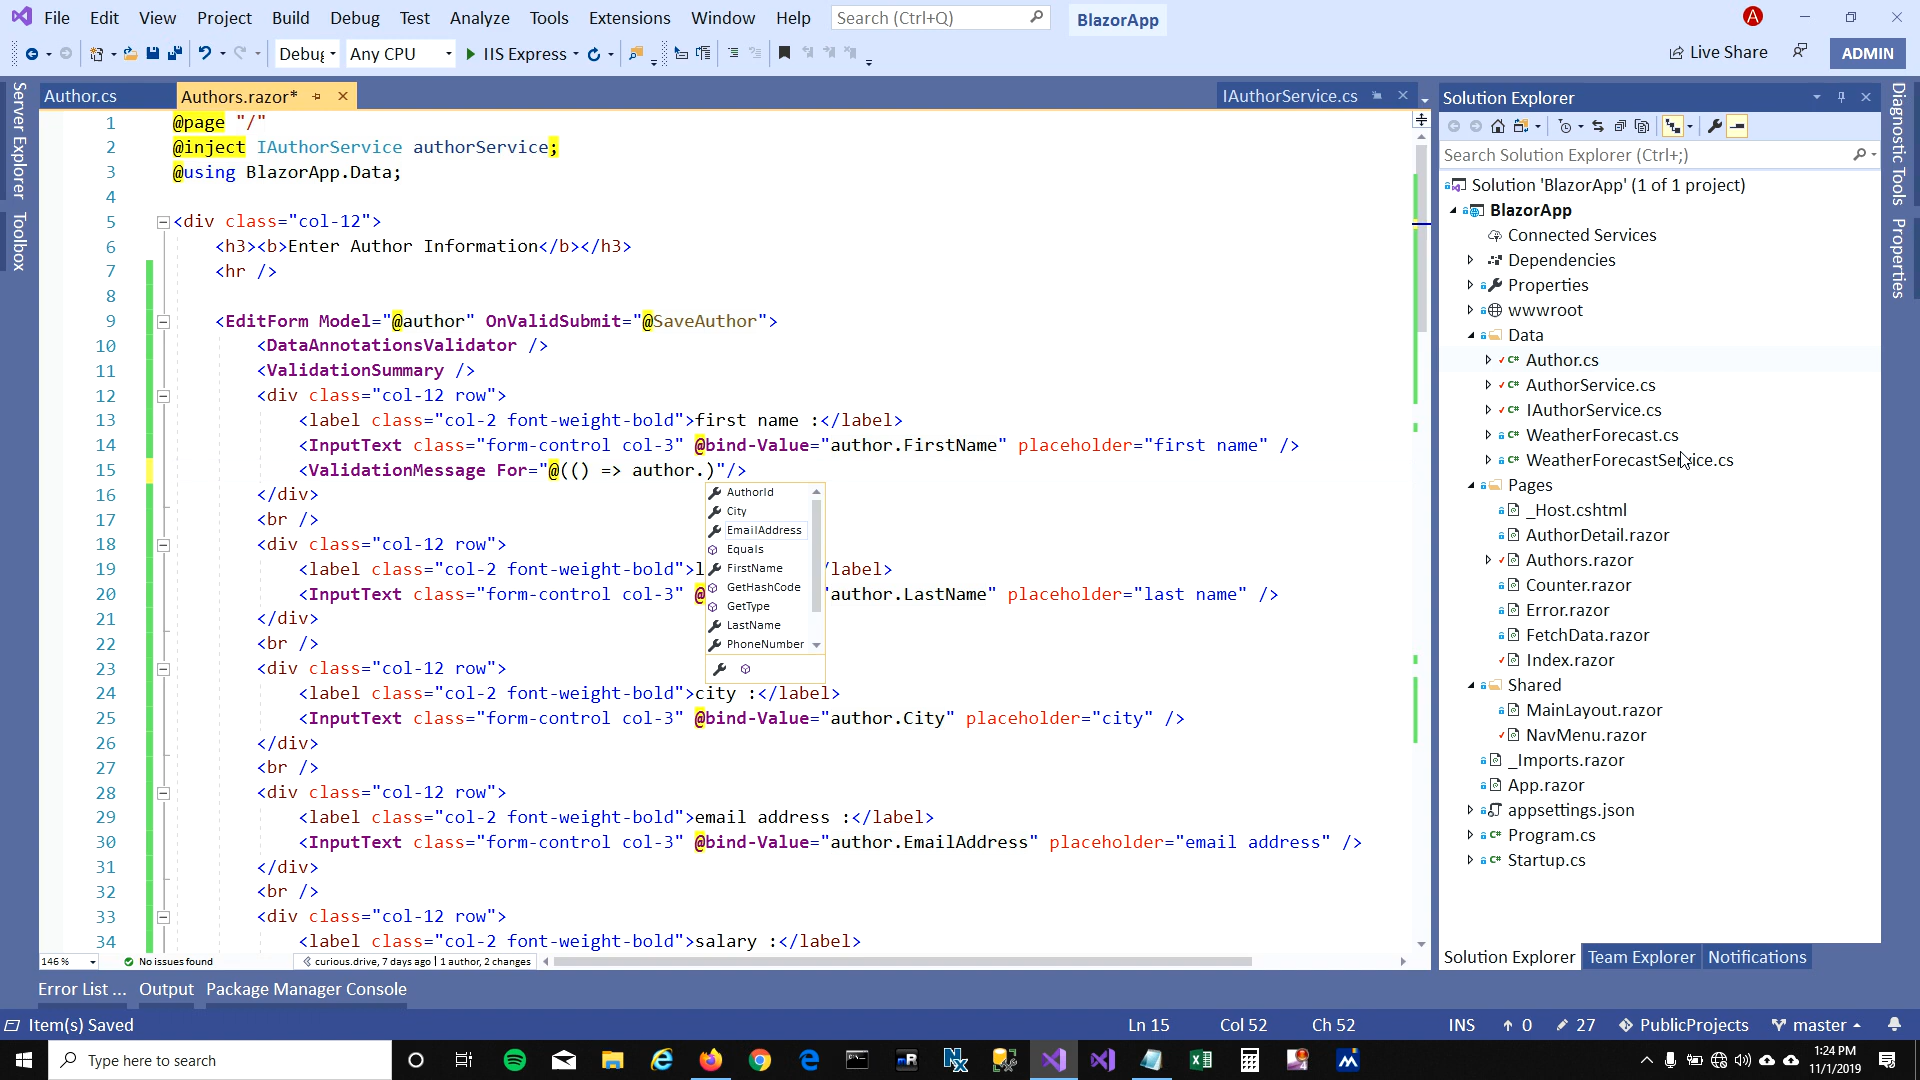 File Edit View Project Build Debug Test Analyze Tools Extensions Window Help Search (Ctrl+Q) BlazorApp A
Debug Any CPU IIS Express Live Share ADMIN
Server Explorer
Toolbox
Author.cs Authors.razor* IAuthorService.cs
1 @page "/"
2 @inject IAuthorService authorService;
3 @using BlazorApp.Data;
4
5 <div class="col-12">
6 <h3><b>Enter Author Information</b></h3>
7 <hr />
8
9 <EditForm Model="@author" OnValidSubmit="@SaveAuthor">
10 <DataAnnotationsValidator />
11 <ValidationSummary />
12 <div class="col-12 row">
13 <label class="col-2 font-weight-bold">first name :</label>
14 <InputText class="form-control col-3" @bind-Value="author.FirstName" placeholder="first name" />
15 <ValidationMessage For="@(() => author.)"/>
16 </div>
17 <br />
18 <div class="col-12 row">
19 <label class="col-2 font-weight-bold">l /label>
20 <InputText class="form-control col-3" @ "author.LastName" placeholder="last name" />
21 </div>
22 <br />
23 <div class="col-12 row">
24 <label class="col-2 font-weight-bold">city :</label>
25 <InputText class="form-control col-3" @bind-Value="author.City" placeholder="city" />
26 </div>
27 <br />
28 <div class="col-12 row">
29 <label class="col-2 font-weight-bold">email address :</label>
30 <InputText class="form-control col-3" @bind-Value="author.EmailAddress" placeholder="email address" />
31 </div>
32 <br />
33 <div class="col-12 row">
34 <label class="col-2 font-weight-bold">salary :</label>
AuthorId
City
EmailAddress
Equals
FirstName
GetHashCode
GetType
LastName
PhoneNumber
146 % No issues found curious.drive, 7 days ago | 1 author, 2 changes
Solution Explorer
Search Solution Explorer (Ctrl+;)
Solution 'BlazorApp' (1 of 1 project)
BlazorApp
Connected Services
Dependencies
Properties
wwwroot
Data
Author.cs
AuthorService.cs
IAuthorService.cs
WeatherForecast.cs
WeatherForecastService.cs
Pages
_Host.cshtml
AuthorDetail.razor
Authors.razor
Counter.razor
Error.razor
FetchData.razor
Index.razor
Shared
MainLayout.razor
NavMenu.razor
_Imports.razor
App.razor
appsettings.json
Program.cs
Startup.cs
Solution Explorer Team Explorer Notifications
Diagnostic Tools
Properties
Error List ... Output Package Manager Console
Item(s) Saved Ln 15 Col 52 Ch 52 INS 0 27 PublicProjects master
Type here to search
1:24 PM
11/1/2019